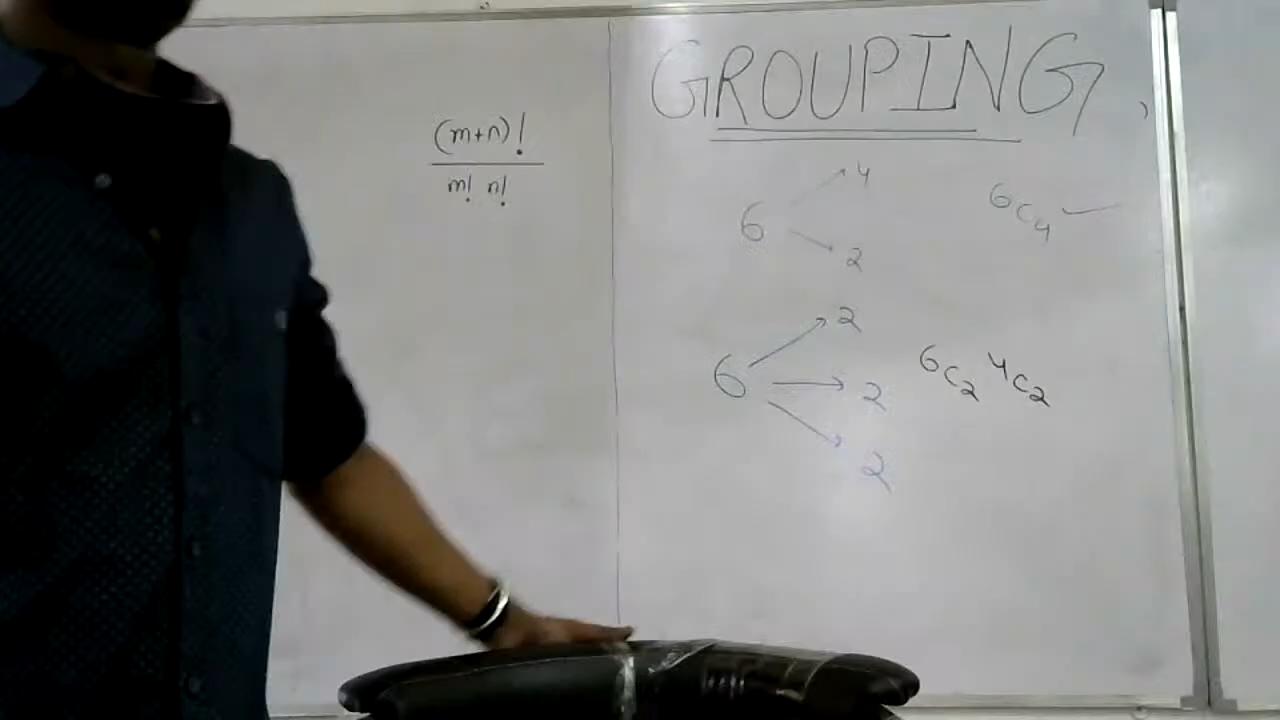 GROUPING,
(m+n)!
m! n!
6 4 2
⁶C₄
6 2 2 2
⁶C₂ ⁴C₂